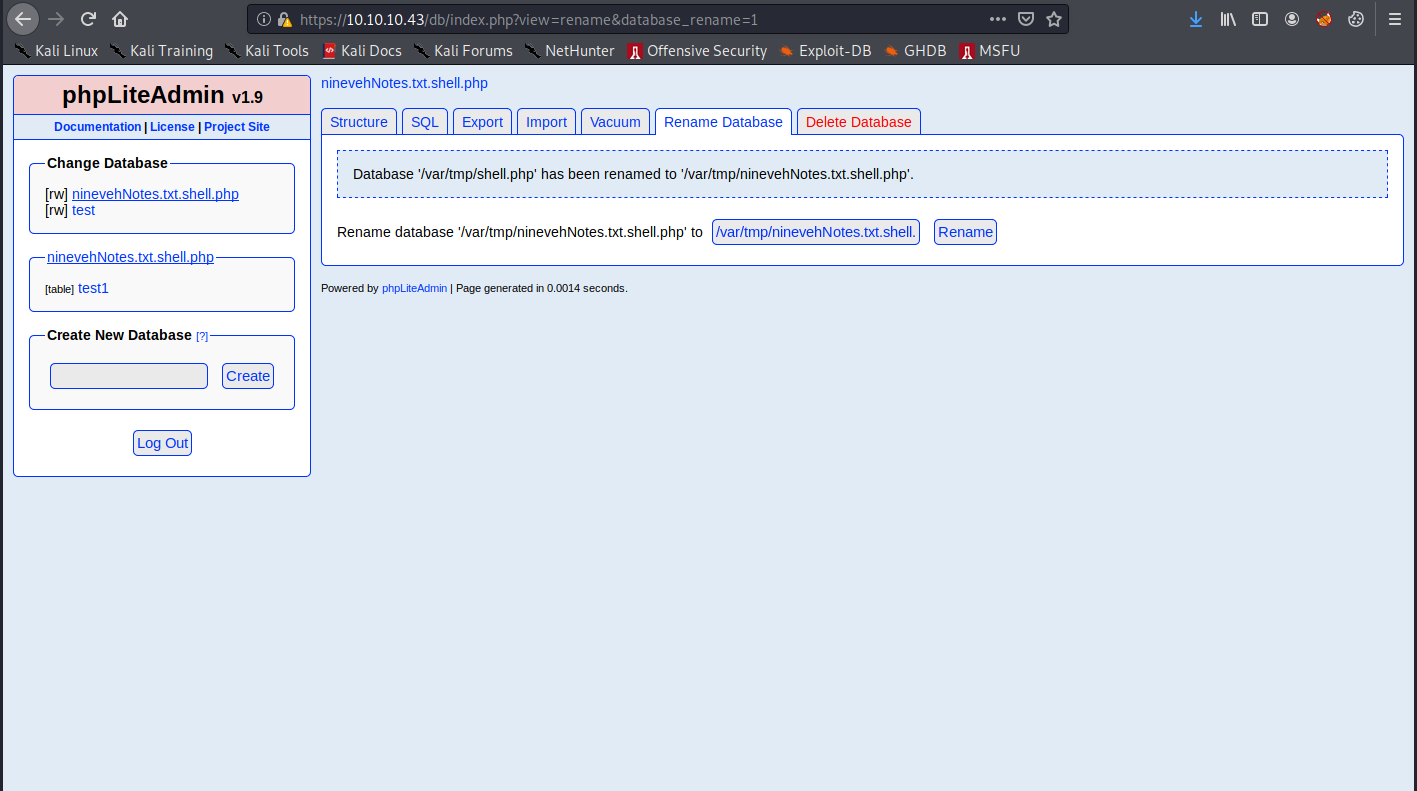 https://10.10.10.43/db/index.php?view=rename&database_rename=1
Kali Linux Kali Training Kali Tools Kali Docs Kali Forums NetHunter Offensive Security Exploit-DB GHDB MSFU
phpLiteAdmin v1.9
Documentation | License | Project Site
Change Database
[rw] ninevehNotes.txt.shell.php
[rw] test
ninevehNotes.txt.shell.php
[table] test1
Create New Database [?]
Create
Log Out
ninevehNotes.txt.shell.php
Structure SQL Export Import Vacuum Rename Database Delete Database
Database '/var/tmp/shell.php' has been renamed to '/var/tmp/ninevehNotes.txt.shell.php'.
Rename database '/var/tmp/ninevehNotes.txt.shell.php' to /var/tmp/ninevehNotes.txt.shell. Rename
Powered by phpLiteAdmin | Page generated in 0.0014 seconds.